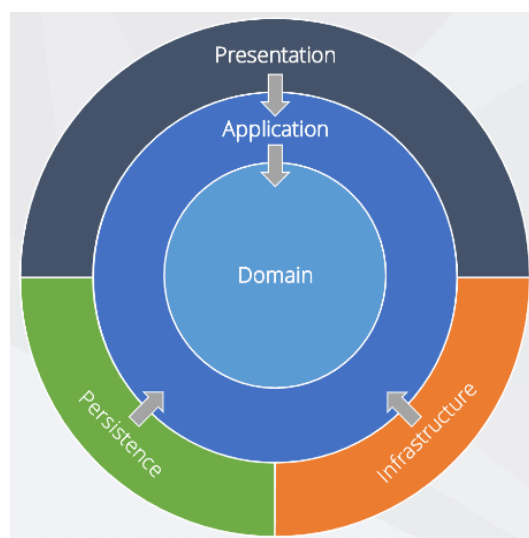 Presentation
Application
Domain
Persistence
Infrastructure